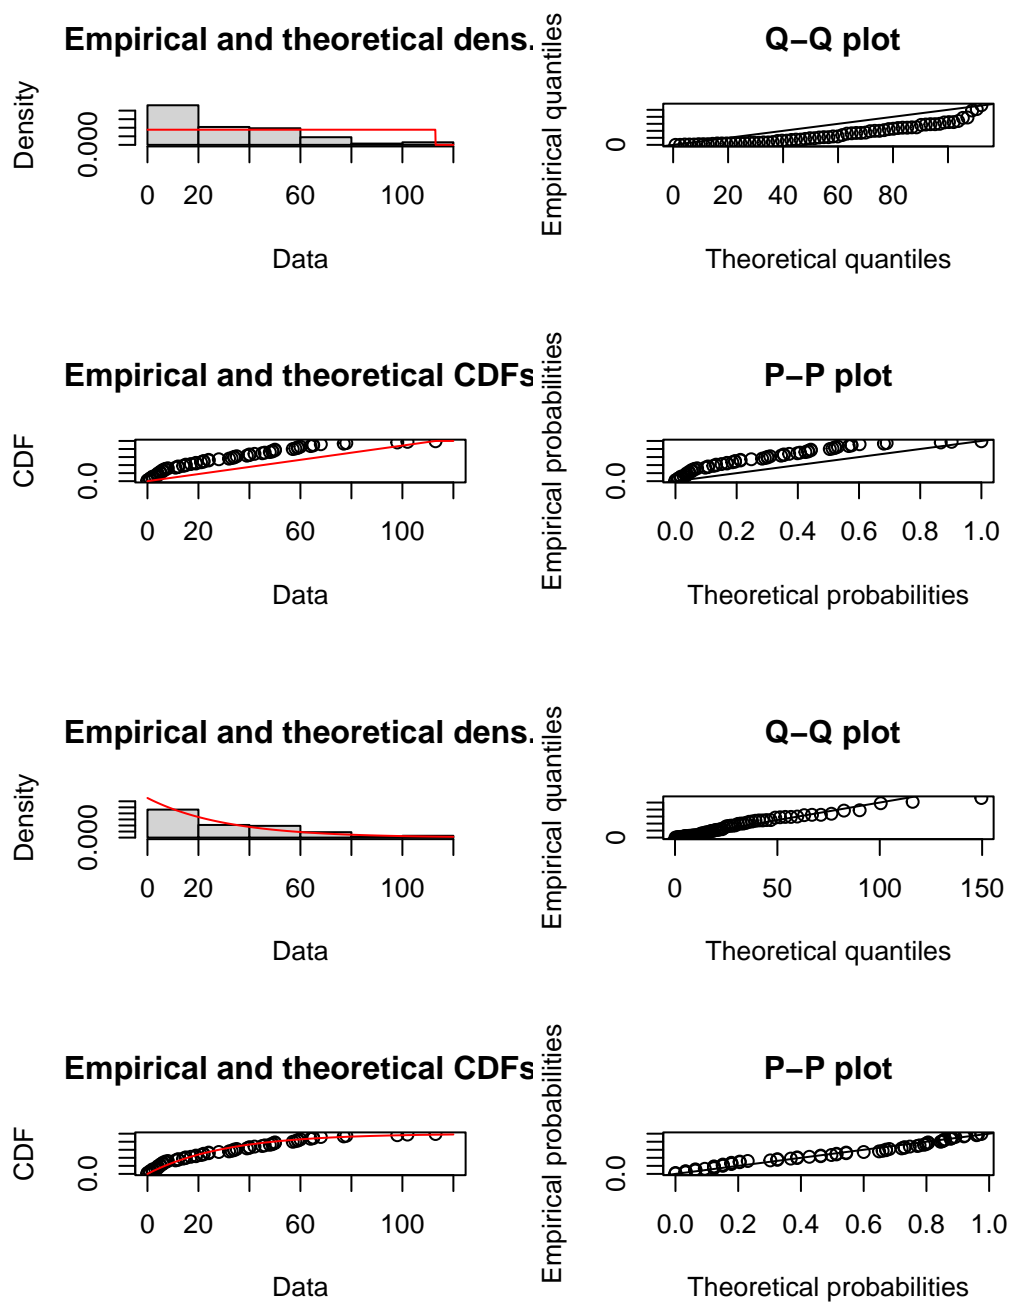 Empirical and theoretical dens.
Density
0.000
0 20 60 100
Data
Q−Q plot
Empirical quantiles
0
0 20 40 60 80
Theoretical quantiles
Empirical and theoretical CDFs
CDF
0.0
0 20 60 100
Data
P−P plot
Empirical probabilities
0.0
0.0 0.2 0.4 0.6 0.8 1.0
Theoretical probabilities
Empirical and theoretical dens.
Density
0.000
0 20 60 100
Data
Q−Q plot
Empirical quantiles
0
0 50 100 150
Theoretical quantiles
Empirical and theoretical CDFs
CDF
0.0
0 20 60 100
Data
P−P plot
Empirical probabilities
0.0
0.0 0.2 0.4 0.6 0.8 1.0
Theoretical probabilities